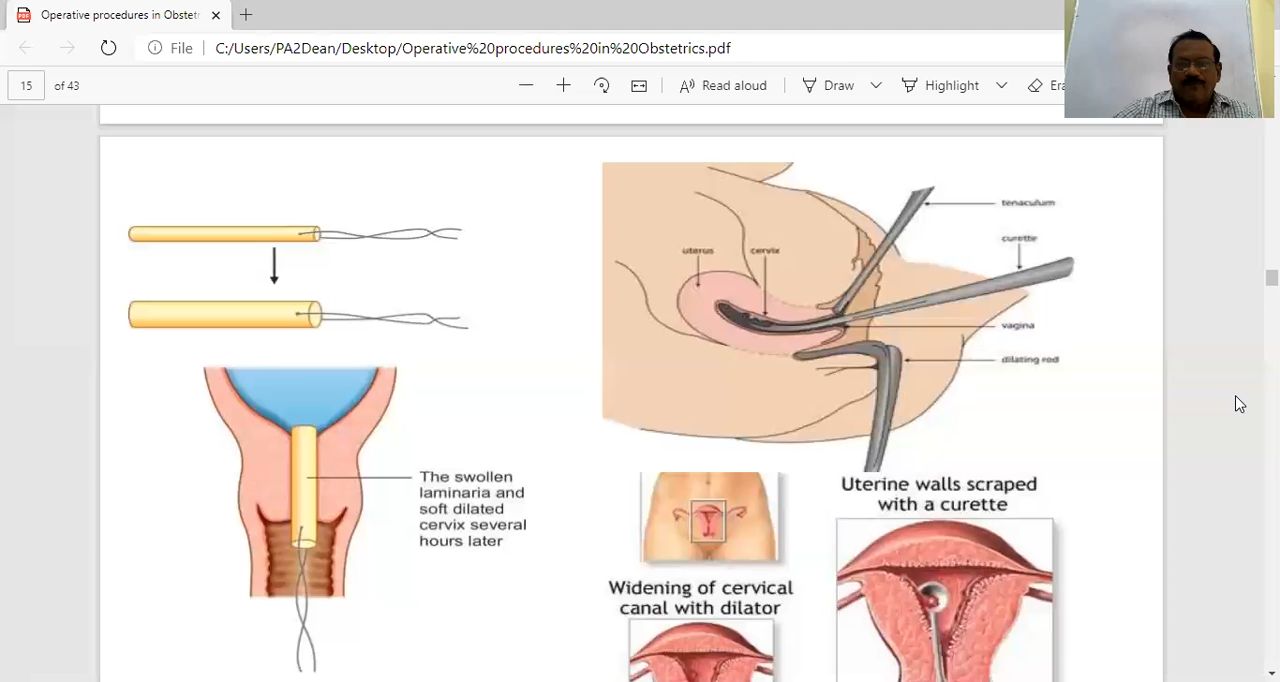 Operative procedures in Obstet
File
C:/Users/PA2Dean/Desktop/Operative%20procedures%20in%20Obstetrics.pdf
15 of 43
Read aloud
Draw
Highlight
Era
tenaculum
curette
uterus
cervix
vagina
dilating rod
The swollen
laminaria and
soft dilated
cervix several
hours later
Uterine walls scraped
with a curette
Widening of cervical
canal with dilator